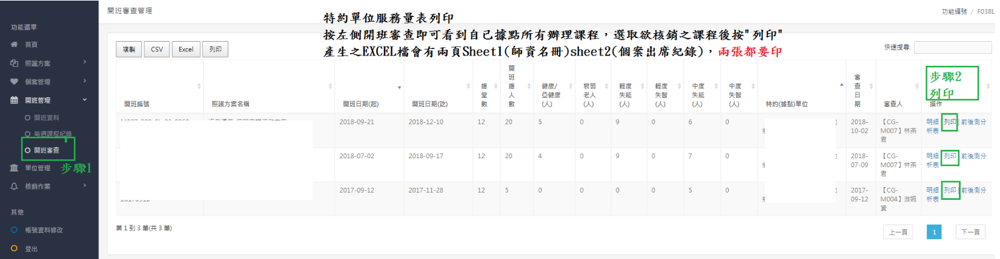 開班審查管理
功能編號 / F038L
特約單位服務量表列印
按左側開班審查即可看到自己據點所有辦理課程，選取欲核銷之課程後按"列印"
產生之EXCEL檔會有兩頁Sheet1(師資名冊)sheet2(個案出席紀錄)，兩張都要印
功能選單
首頁
照護方案
個案管理
開班管理
開班資料
每週課程紀錄
開班審查
步驟1
單位管理
核銷作業
其他
帳號資料修改
登出
複製 CSV Excel 列印
快速搜尋:
步驟2
列印
開班編號 照護方案名稱 開班日期(起) 開班日期(訖) 總堂數 開班總人數 健康/亞健康(人) 衰弱老人(人) 輕度失能(人) 輕度失智(人) 中度失能(人) 中度失智(人) 特約(據點)單位 審查日期 審查人 操作
2018-09-21 2018-12-10 12 20 5 0 9 0 6 0 2018-10-02 【CG-M007】林燕君 明細 列印 前後測分析表
2018-07-02 2018-09-17 12 20 4 0 9 0 7 0 2018-07-09 【CG-M007】林燕君 明細 列印 前後測分析表
2017-09-12 2017-11-28 12 5 0 0 0 0 5 0 2017-09-12 【CG-M004】游婉 明細 列印 前後測分析表
第 1 到 3 筆(共 3 筆)
上一頁 1 下一頁